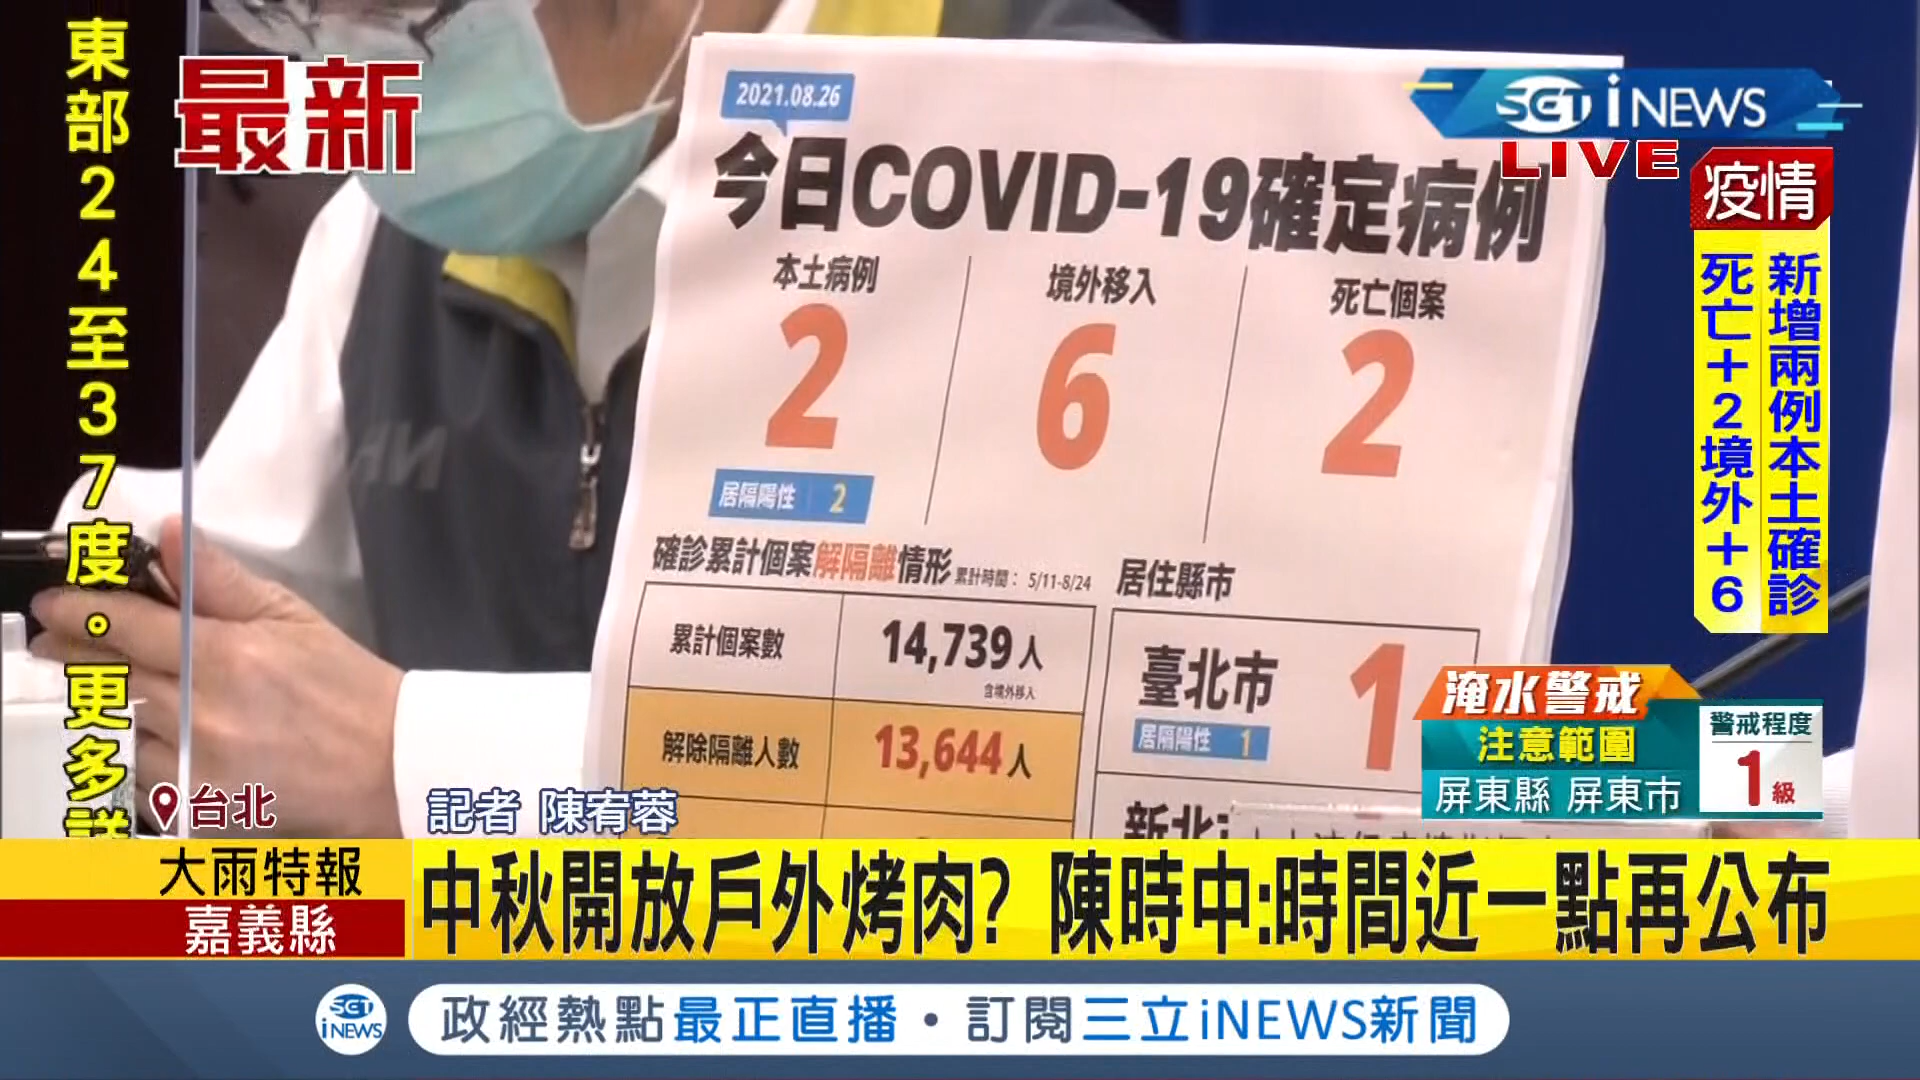 東部24至37度。更多詳
最新
2021.08.26
今日COVID-19確定病例
本土病例
2
居隔陽性 2
境外移入
6
死亡個案
2
確診累計個案解隔離情形 累計時間： 5/11-8/24
累計個案數
14,739人
含境外移入
解除隔離人數
13,644人
居住縣市
臺北市
1
居隔陽性 1
新北
SET iNEWS
LIVE
疫情
新增兩例本土確診
死亡+2境外+6
淹水警戒
注意範圍
屏東縣 屏東市
警戒程度
1級
台北
記者 陳宥蓉
大雨特報
嘉義縣
中秋開放戶外烤肉? 陳時中:時間近一點再公布
SET
iNEWS
政經熱點最正直播・訂閱三立iNEWS新聞